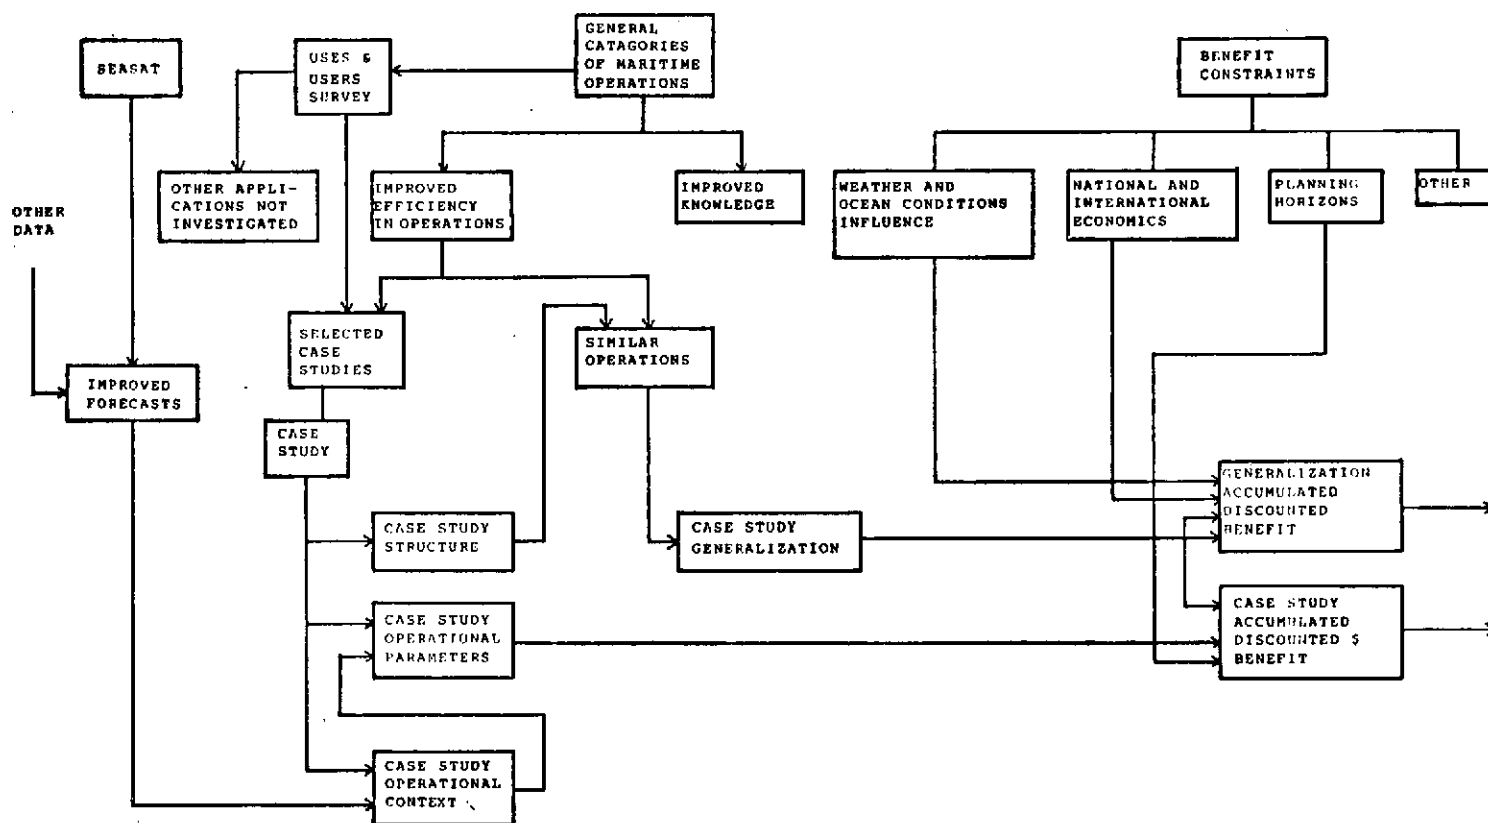 SEASAT
USES &
USERS
SURVEY
GENERAL
CATAGORIES
OF MARITIME
OPERATIONS
BENEFIT
CONSTRAINTS
OTHER APPLI-
CATIONS NOT
INVESTIGATED
IMPROVED
EFFICIENCY
IN OPERATIONS
IMPROVED
KNOWLEDGE
WEATHER AND
OCEAN CONDITIONS
INFLUENCE
NATIONAL AND
INTERNATIONAL
ECONOMICS
PLANNING
HORIZONS
OTHER
OTHER
DATA
SELECTED
CASE
STUDIES
SIMILAR
OPERATIONS
IMPROVED
FORECASTS
CASE
STUDY
GENERALIZATION
ACCUMULATED
DISCOUNTED
BENEFIT
CASE STUDY
STRUCTURE
CASE STUDY
GENERALIZATION
CASE STUDY
OPERATIONAL
PARAMETERS
CASE STUDY
ACCUMULATED
DISCOUNTED $
BENEFIT
CASE STUDY
OPERATIONAL
CONTEXT